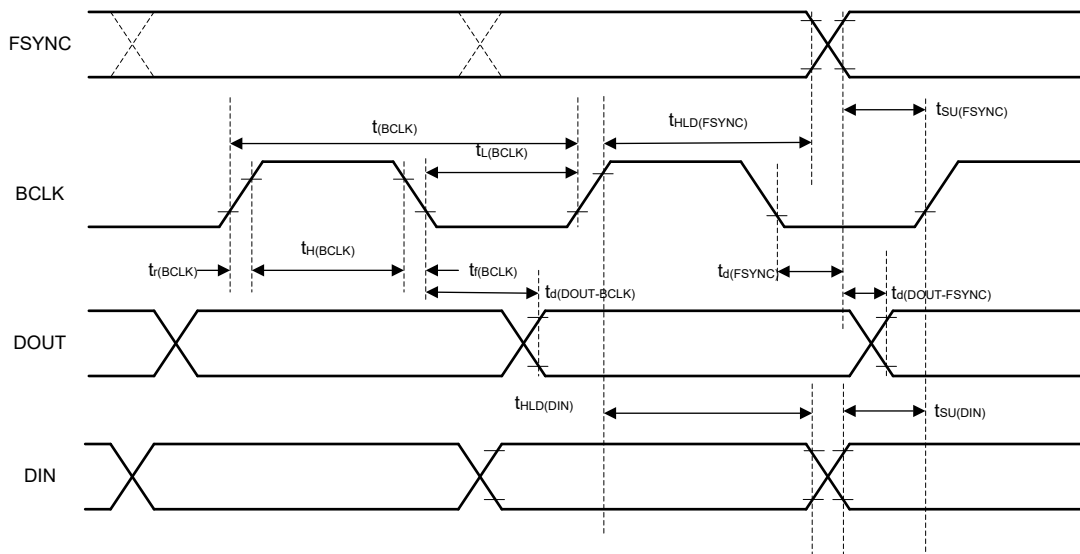 FSYNC
t(BCLK)
tHLD(FSYNC)
tSU(FSYNC)
tL(BCLK)
BCLK
tH(BCLK)
tr(BCLK)
tf(BCLK)
td(FSYNC)
td(DOUT-BCLK)
td(DOUT-FSYNC)
DOUT
tHLD(DIN)
tSU(DIN)
DIN